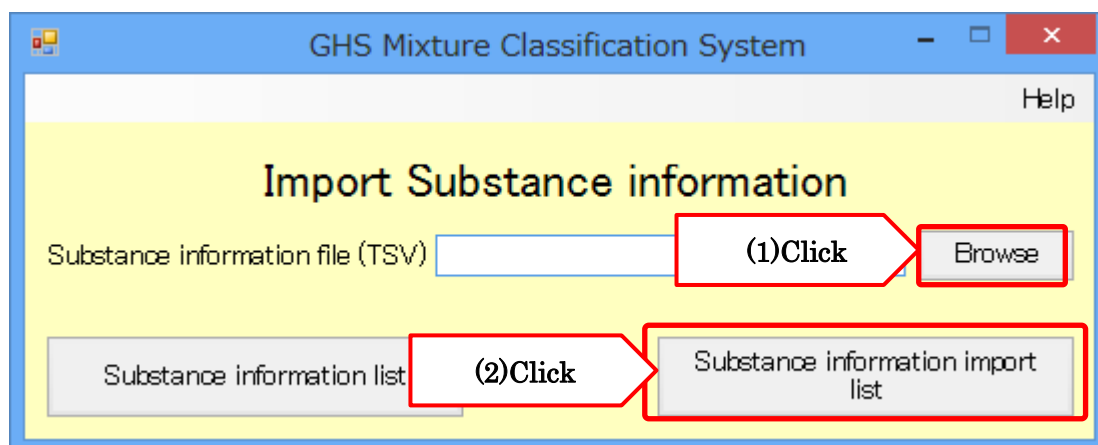 GHS Mixture Classification System
Help
Import Substance information
Substance information file (TSV)
(1)Click
Browse
Substance information list
(2)Click
Substance information import
list